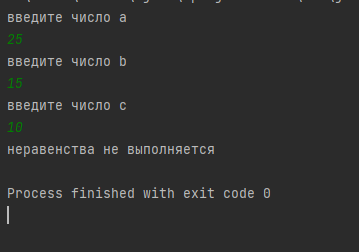 введите число a
25
введите число b
15
введите число c
10
неравенства не выполняется
Process finished with exit code 0